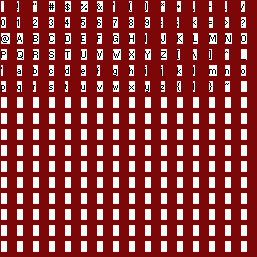 ! " # $ % & ' ( ) * + , - . /
0 1 2 3 4 5 6 7 8 9 : ; < = > ?
@ A B C D E F G H I J K L M N O
P Q R S T U V W X Y Z [ \ ] ^ _
` a b c d e f g h i j k l m n o
p q r s t u v w x y z { | } ~